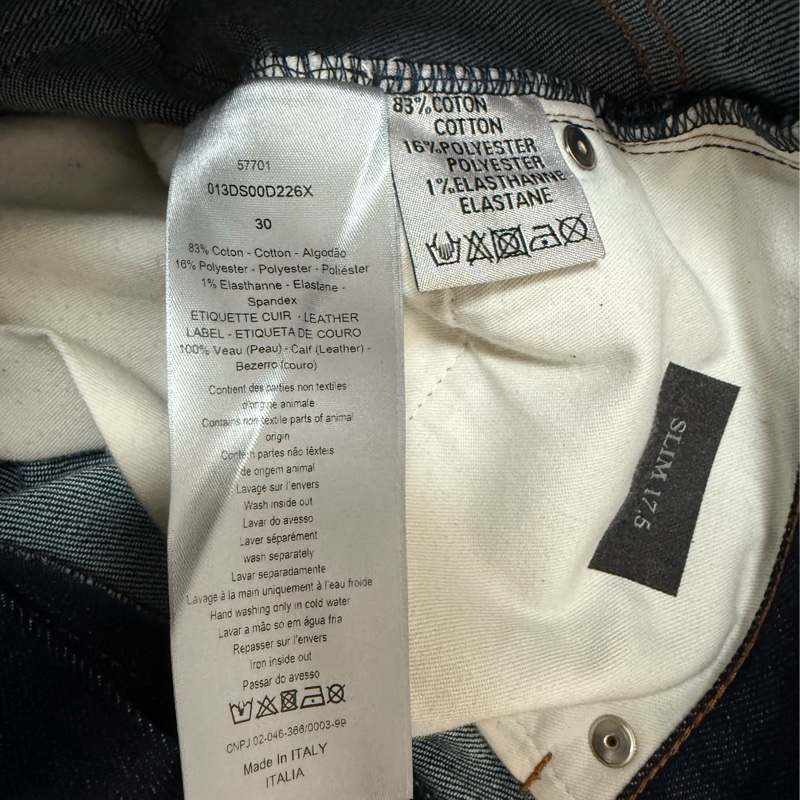 57701
013DS00D226X
30
83% Coton - Cotton - Algodão
16% Polyester - Polyester - Poliéster
1% Elasthanne - Elastane -
Spandex
ETIQUETTE CUIR - LEATHER
LABEL - ETIQUETA DE COURO
100% Veau (Peau) - Calf (Leather) -
Bezerro (couro)
Contient des parties non textiles
d'origine animale
Contains non-textile parts of animal
origin
Contém partes não têxteis
de origem animal
Lavage sur l'envers
Wash inside out
Lavar do avesso
Laver séparément
wash separately
Lavar separadamente
Lavage à la main uniquement à l'eau froide
Hand washing only in cold water
Lavar a mão so em água fria
Repasser sur l'envers
Iron inside out
Passar do avesso
CNPJ 02-046-366/0003-99
Made In ITALY
ITALIA
83%COTON
COTTON
16%POLYESTER
POLYESTER
1%ELASTHANNE
ELASTANE
SLIM 17.5